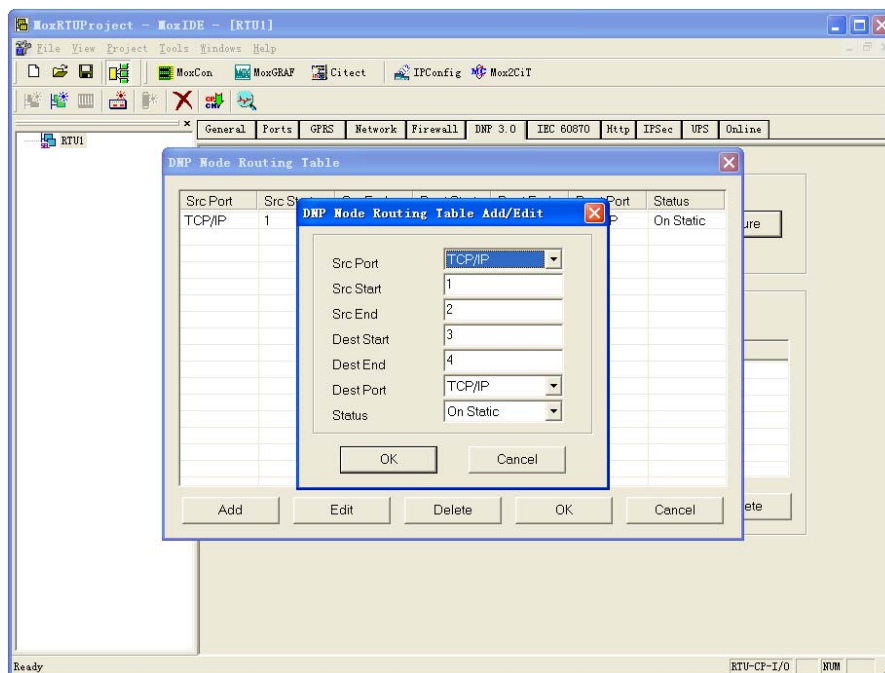 MoxRTUProject - MoxIDE - [RTU1]
File View Project Tools Windows Help
MoxCon MoxGRAF Citect IPConfig Mox2CiT
RTU1
General Ports GPRS Network Firewall DNP 3.0 IEC 60870 Http IPSec UPS Online
DNP Node Routing Table
Src Port Src Port Status
TCP/IP 1 On Static
ure
DNP Node Routing Table Add/Edit
Src Port TCP/IP
Src Start 1
Src End 2
Dest Start 3
Dest End 4
Dest Port TCP/IP
Status On Static
OK Cancel
Add Edit Delete OK Cancel
ete
Ready RTU-CP-I/O NUM